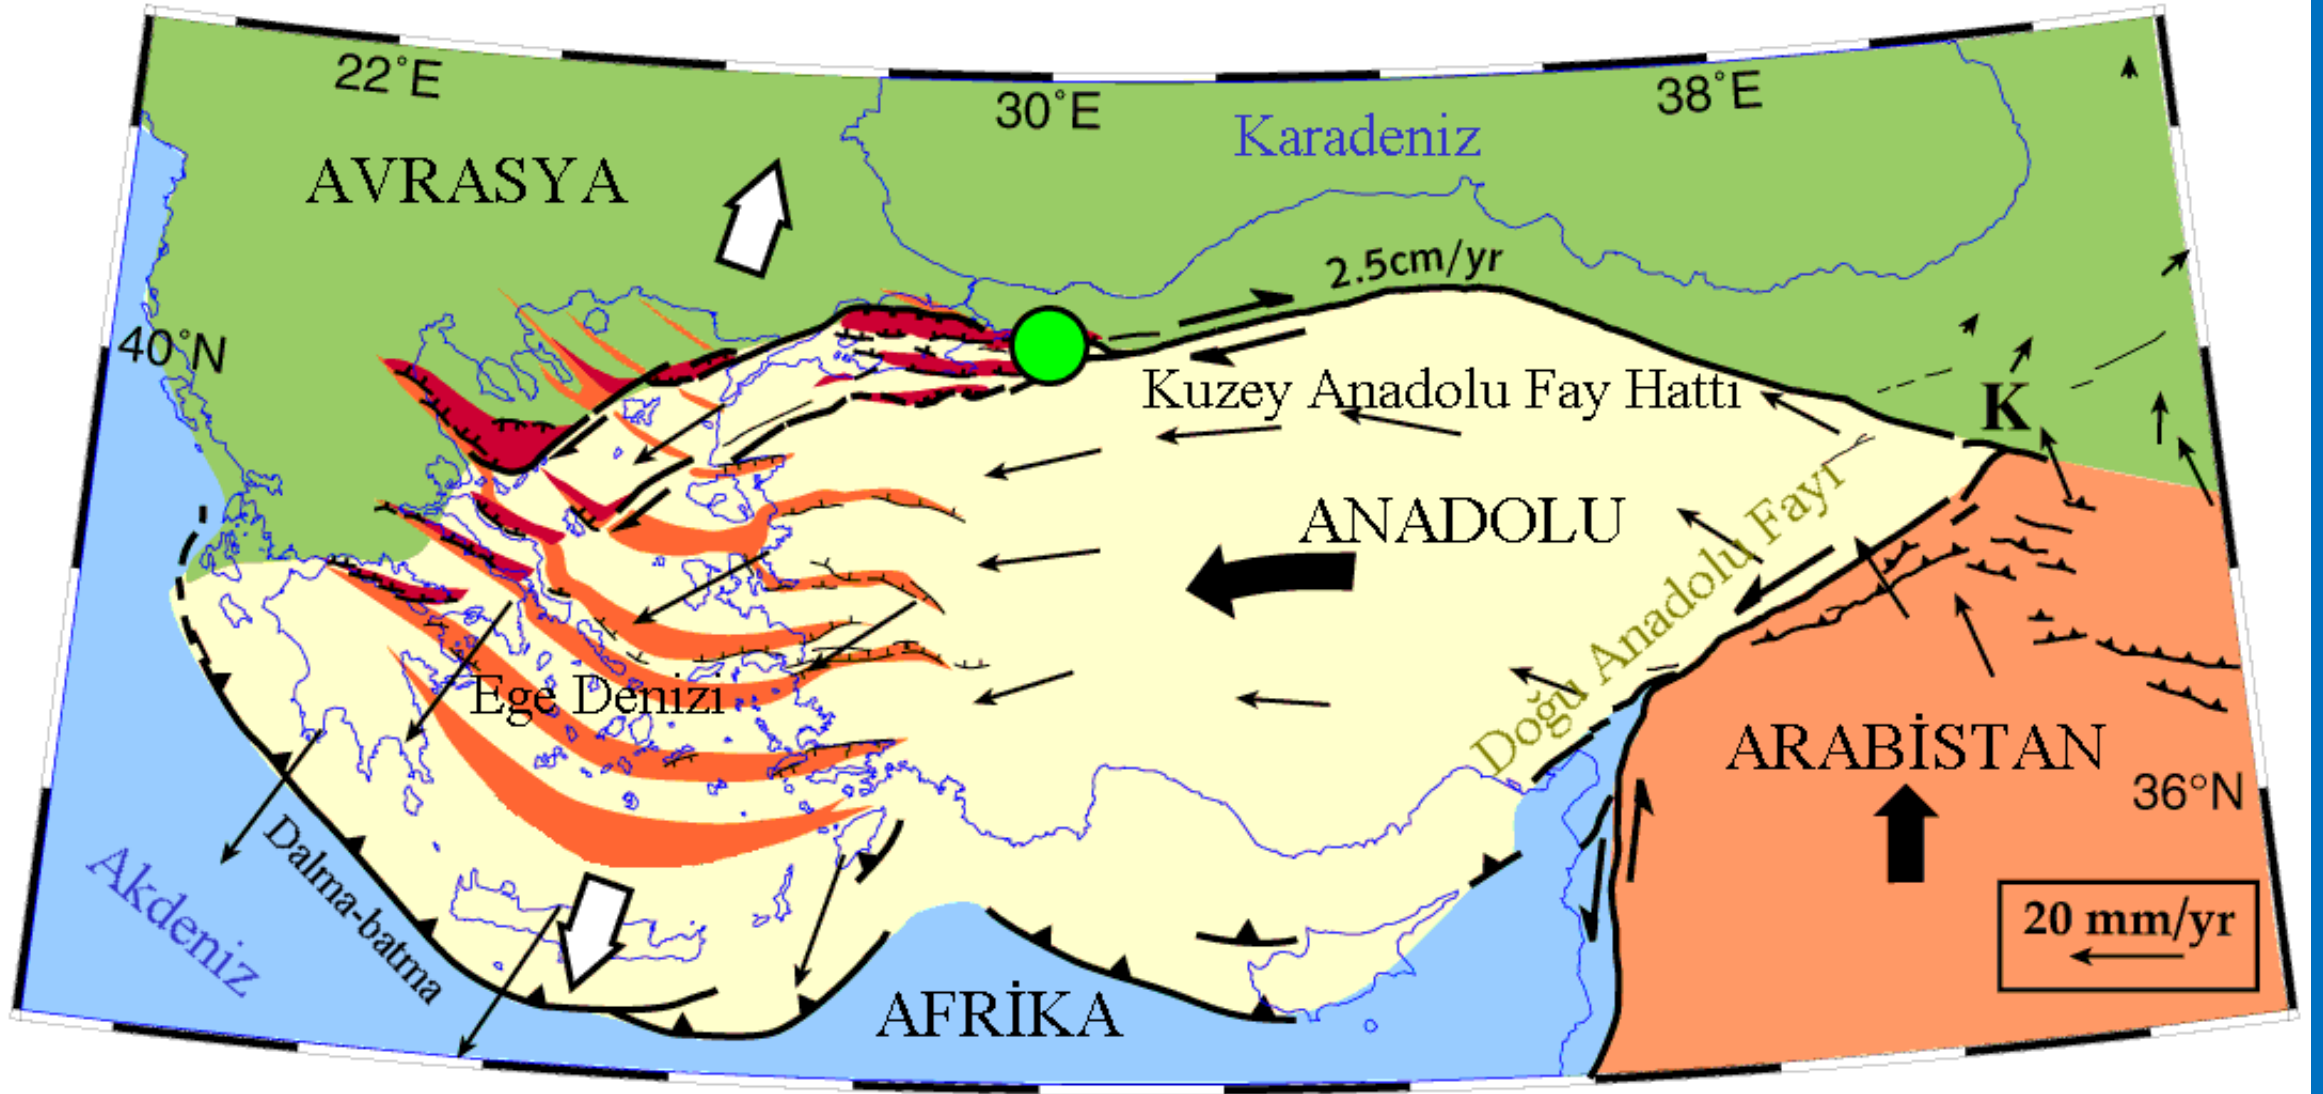 22°E
30°E
38°E
Karadeniz
AVRASYA
2.5cm/yr
40°N
Kuzey Anadolu Fay Hattı
K
ANADOLU
Doğu Anadolu Fayı
Ege Denizi
ARABİSTAN
36°N
Akdeniz
Dalma-batma
20 mm/yr
AFRİKA